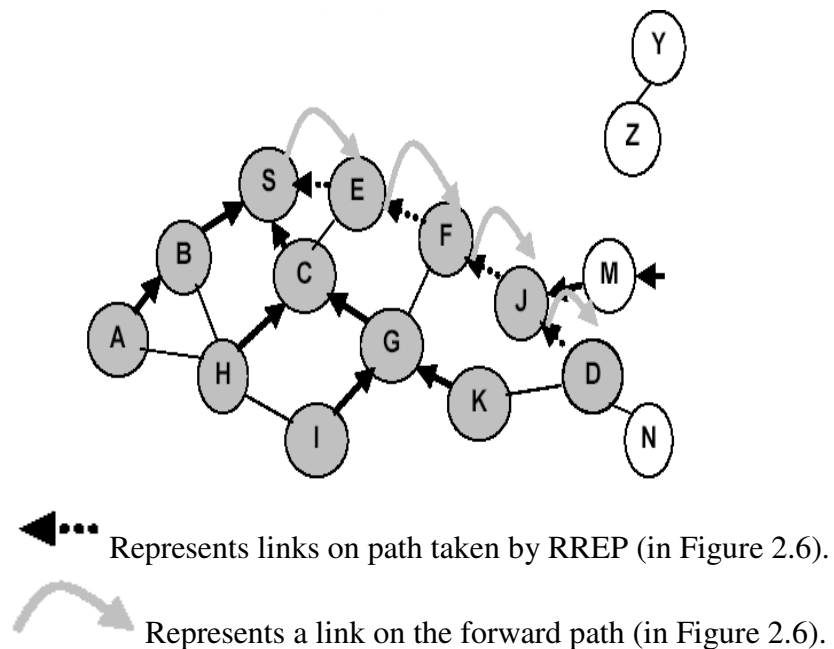 Y
Z
S
E
B
F
C
M
J
A
G
H
D
K
I
N
Represents links on path taken by RREP (in Figure 2.6).
Represents a link on the forward path (in Figure 2.6).